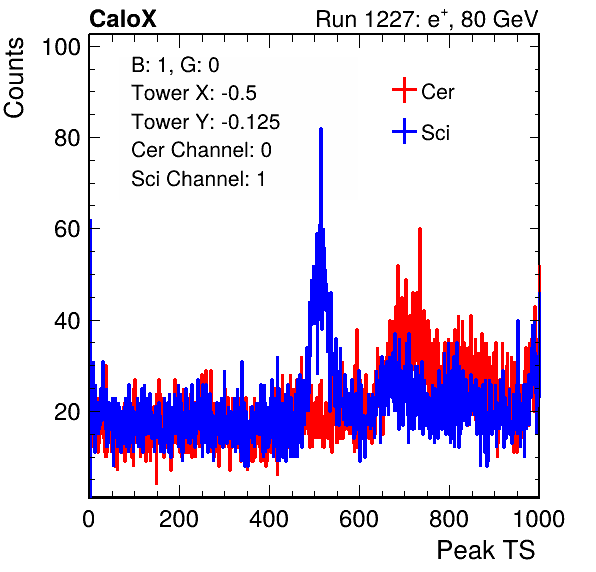 CaloX Run 1227: e+, 80 GeV
Counts
B: 1, G: 0
Tower X: -0.5
Tower Y: -0.125
Cer Channel: 0
Sci Channel: 1
Cer
Sci
100
80
60
40
20
0 200 400 600 800 1000
Peak TS